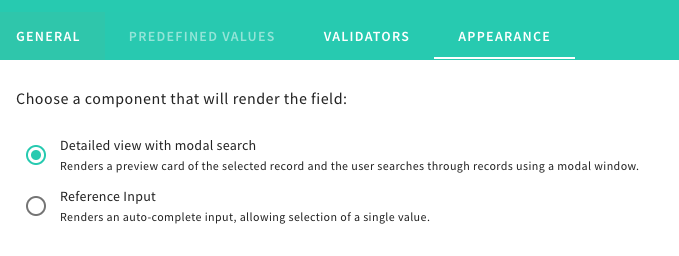 GENERAL PREDEFINED VALUES VALIDATORS APPEARANCE
Choose a component that will render the field:
Detailed view with modal search
Renders a preview card of the selected record and the user searches through records using a modal window.
Reference Input
Renders an auto-complete input, allowing selection of a single value.